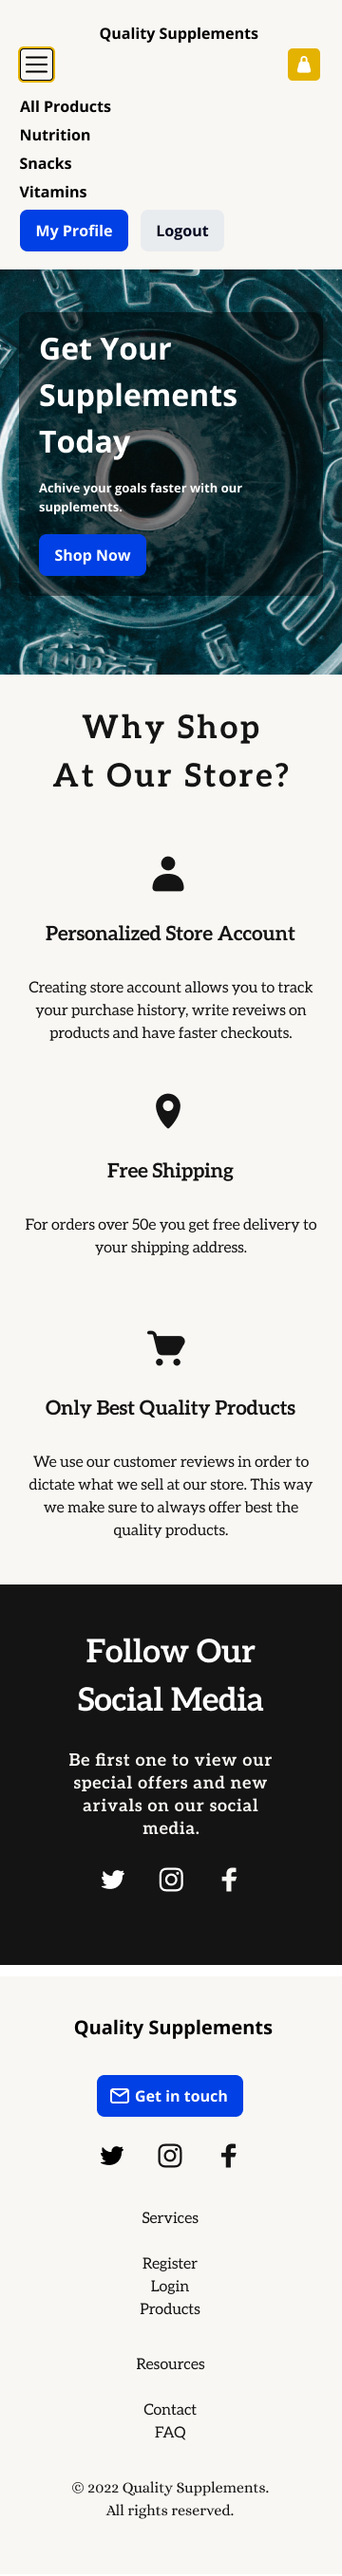 Quality Supplements
All Products
Nutrition
Snacks
Vitamins
My Profile
Logout
Get Your
Supplements
Today
Achive your goals faster with our
supplements.
Shop Now
Why Shop
At Our Store?
Personalized Store Account
Creating store account allows you to track
your purchase history, write reveiws on
products and have faster checkouts.
Free Shipping
For orders over 50e you get free delivery to
your shipping address.
Only Best Quality Products
We use our customer reviews in order to
dictate what we sell at our store. This way
we make sure to always offer best the
quality products.
Follow Our
Social Media
Be first one to view our
special offers and new
arivals on our social
media.
Quality Supplements
Get in touch
Services
Register
Login
Products
Resources
Contact
FAQ
© 2022 Quality Supplements.
All rights reserved.